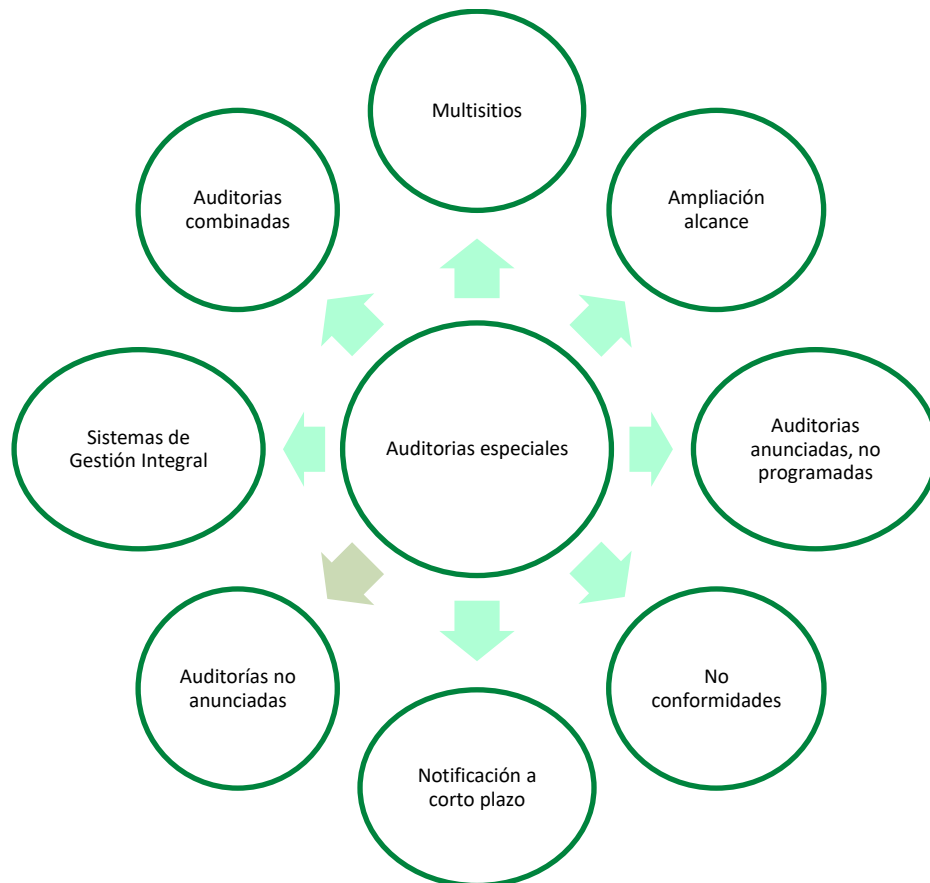 Multisitios
Auditorias
combinadas
Ampliación
alcance
Sistemas de
Gestión Integral
Auditorias especiales
Auditorias
anunciadas, no
programadas
Auditorías no
anunciadas
No
conformidades
Notificación a
corto plazo